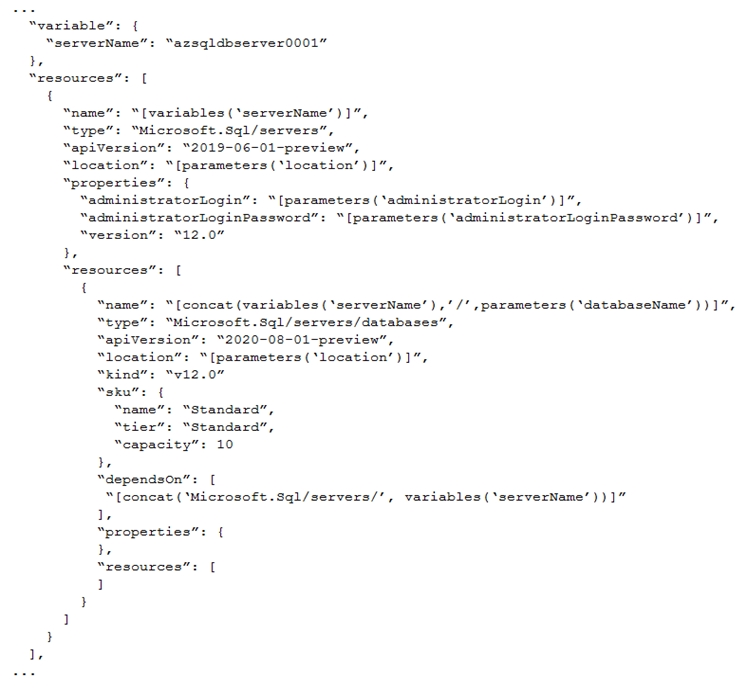 ...
“variable”: {
“serverName”: “azsqldbserver0001”
},
“resources”: [
{
“name”: “[variables(‘serverName’)]”,
“type”: “Microsoft.Sql/servers”,
“apiVersion”: “2019-06-01-preview”,
“location”: “[parameters(‘location’)]”,
“properties”: {
“administratorLogin”: “[parameters(‘administratorLogin’)]”,
“administratorLoginPassword”: “[parameters(‘administratorLoginPassword’)]”,
“version”: “12.0”
},
“resources”: [
{
“name”: “[concat(variables(‘serverName’),’/’,parameters(‘databaseName’))]”,
“type”: “Microsoft.Sql/servers/databases”,
“apiVersion”: “2020-08-01-preview”,
“location”: “[parameters(‘location’)]”,
“kind”: “v12.0”
“sku”: {
“name”: “Standard”,
“tier”: “Standard”,
“capacity”: 10
},
“dependsOn”: [
“[concat(‘Microsoft.Sql/servers/’, variables(‘serverName’))]”
],
“properties”: {
},
“resources”: [
]
}
]
}
],
...